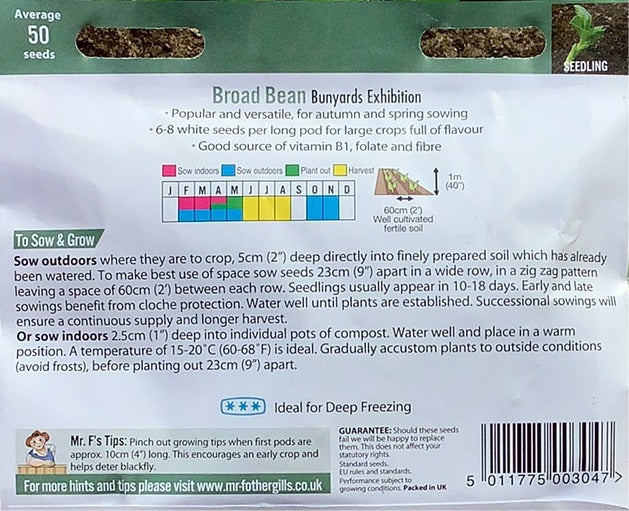 Average
50
seeds
SEEDLING
Broad Bean Bunyards Exhibition
· Popular and versatile, for autumn and spring sowing
· 6-8 white seeds per long pod for large crops full of flavour
· Good source of vitamin B1, folate and fibre
Sow indoors Sow outdoors Plant out Harvest
J F M A M J J A S O N D
1m
(40")
60cm (2')
Well cultivated
fertile soil
To Sow & Grow
Sow outdoors where they are to crop, 5cm (2") deep directly into finely prepared soil which has already
been watered. To make best use of space sow seeds 23cm (9") apart in a wide row, in a zig zag pattern
leaving a space of 60cm (2') between each row. Seedlings usually appear in 10-18 days. Early and late
sowings benefit from cloche protection. Water well until plants are established. Successional sowings will
ensure a continuous supply and longer harvest.
Or sow indoors 2.5cm (1") deep into individual pots of compost. Water well and place in a warm
position. A temperature of 15-20°C (60-68°F) is ideal. Gradually accustom plants to outside conditions
(avoid frosts), before planting out 23cm (9") apart.
Ideal for Deep Freezing
Mr. F's Tips: Pinch out growing tips when first pods are
approx. 10cm (4") long. This encourages an early crop and
helps deter blackfly.
For more hints and tips please visit www.mr-fothergills.co.uk
GUARANTEE: Should these seeds
fail we will be happy to replace
them. This does not affect your
statutory rights.
Standard seeds.
EU rules and standards.
Performance subject to
growing conditions. Packed in UK
5 011775 003047 >